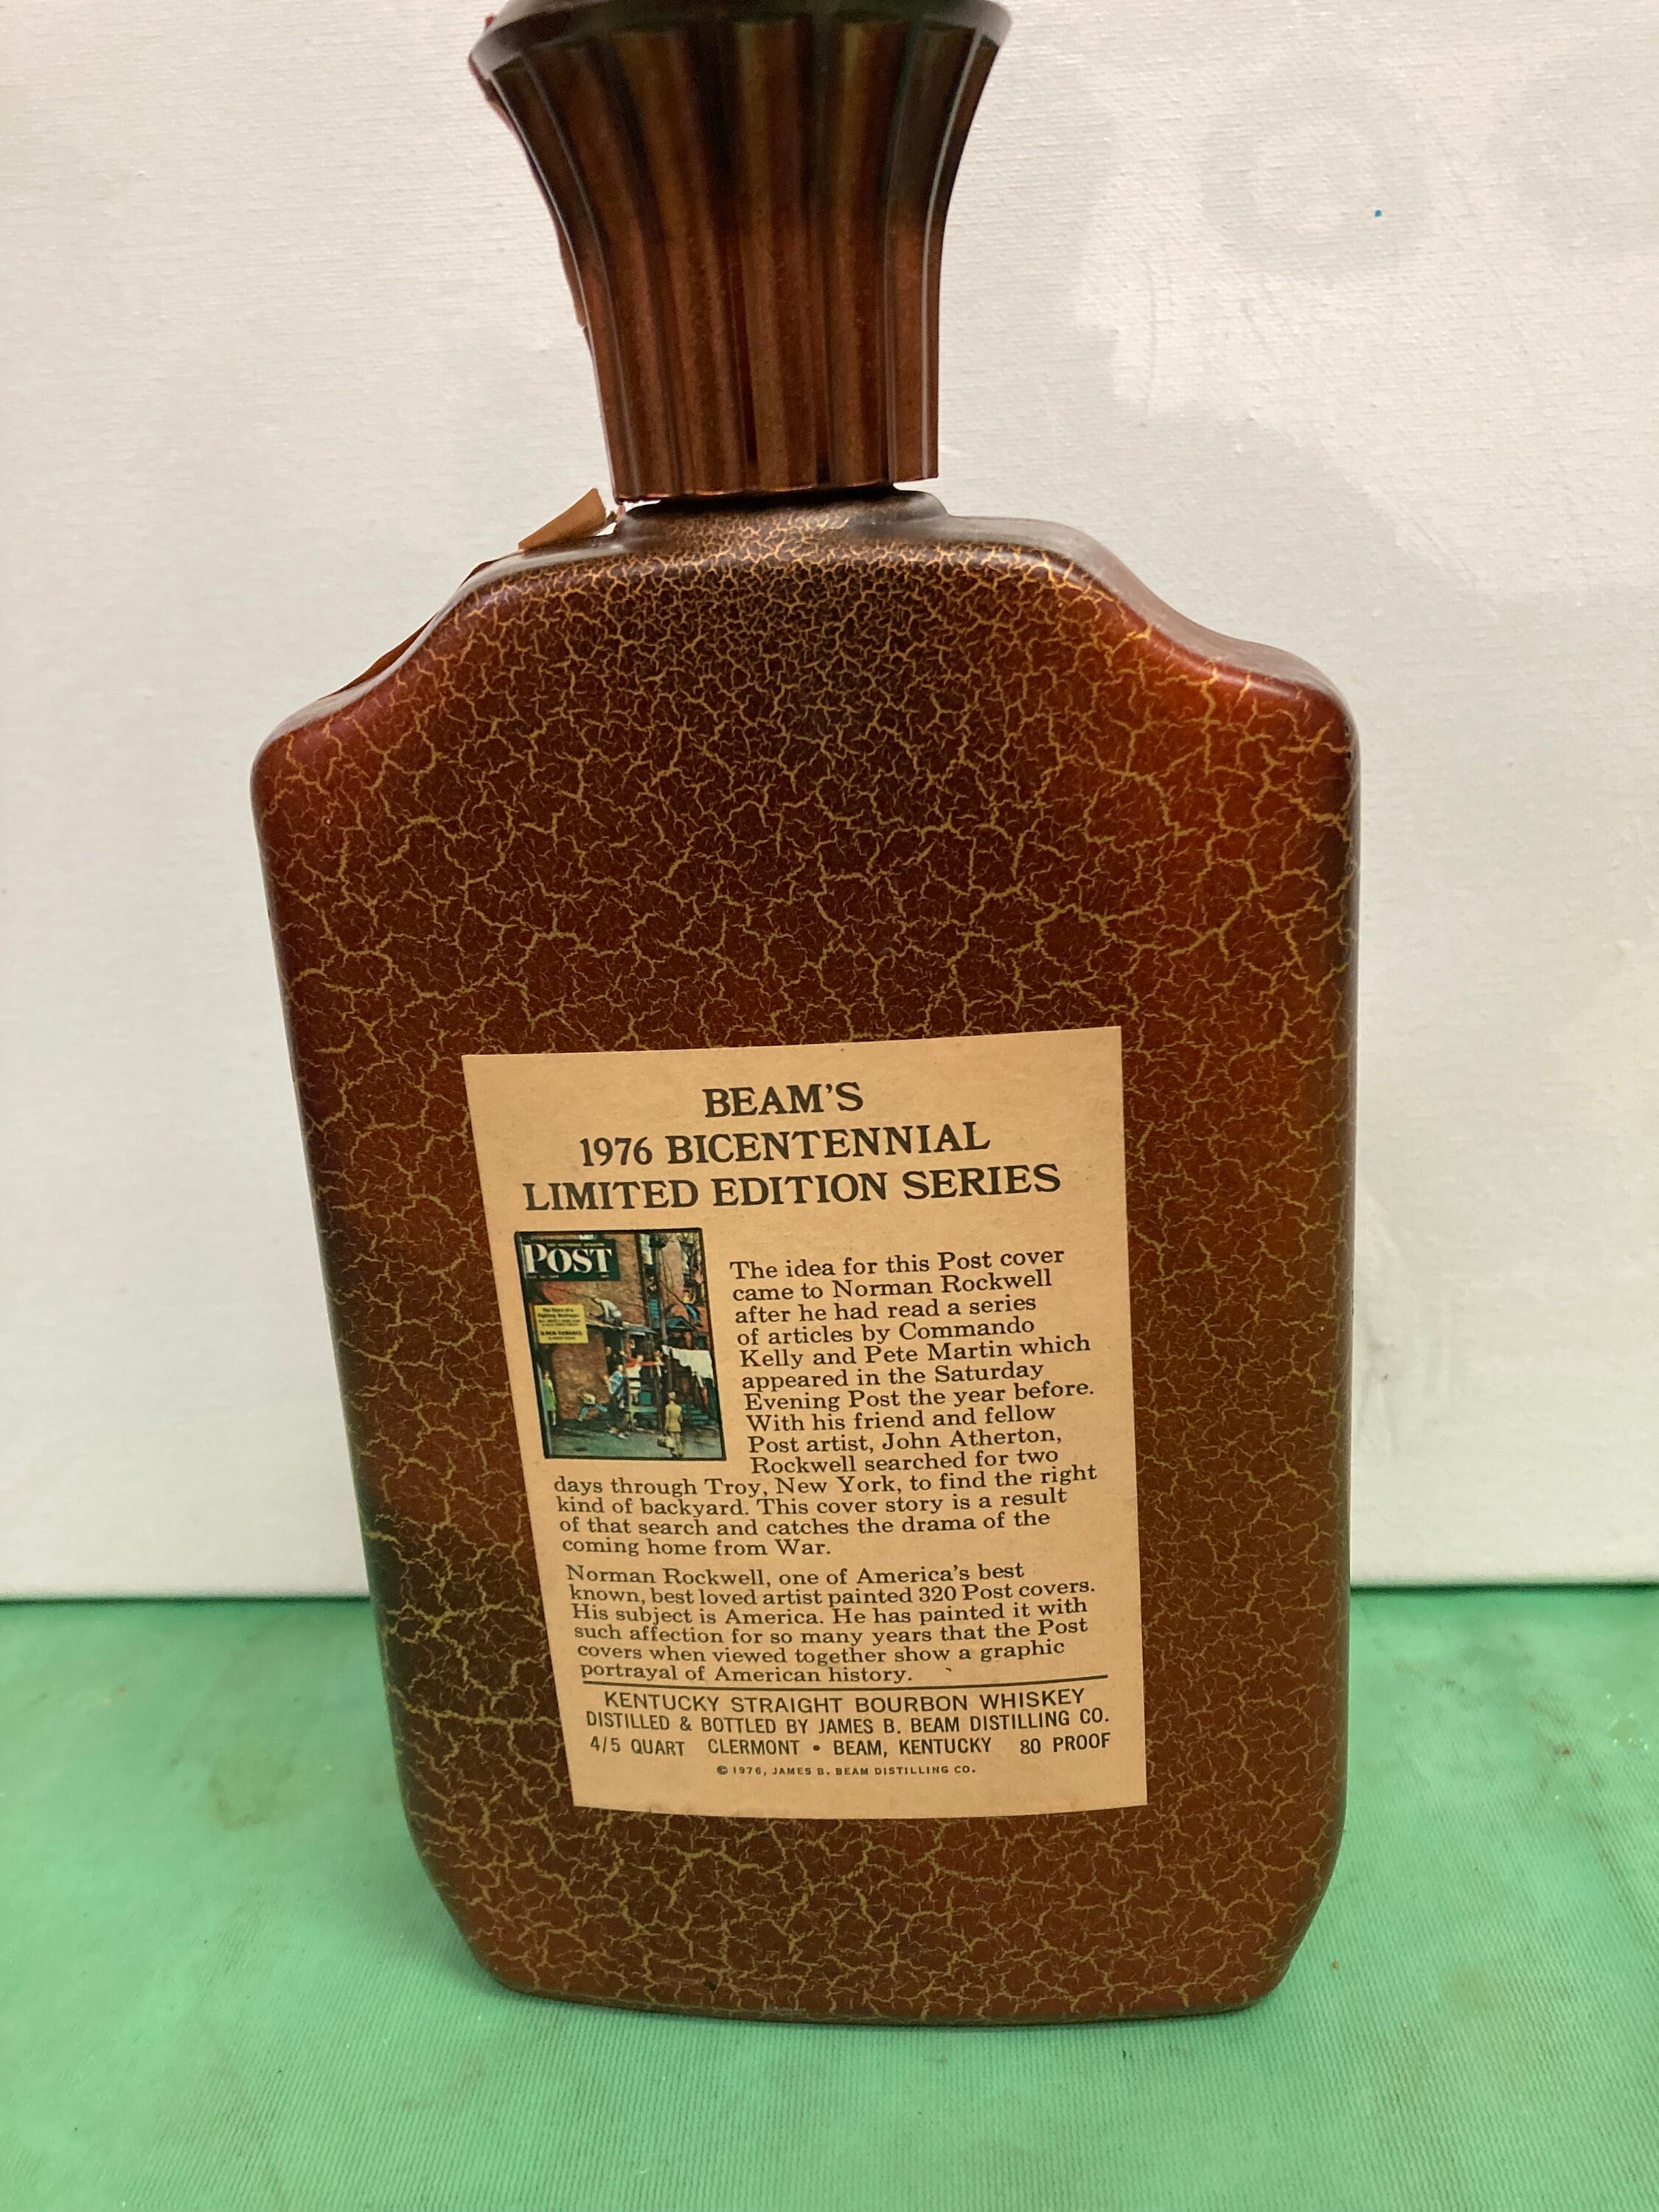 BEAM'S
1976 BICENTENNIAL
LIMITED EDITION SERIES
POST
The idea for this Post cover
came to Norman Rockwell
after he had read a series
of articles by Commando
Kelly and Pete Martin which
appeared in the Saturday
Evening Post the year before.
With his friend and fellow
Post artist, John Atherton,
Rockwell searched for two
days through Troy, New York, to find the right
kind of backyard. This cover story is a result
of that search and catches the drama of the
coming home from War.
Norman Rockwell, one of America's best
known, best loved artist painted 320 Post covers.
His subject is America. He has painted it with
such affection for so many years that the Post
covers when viewed together show a graphic
portrayal of American history.
KENTUCKY STRAIGHT BOURBON WHISKEY
DISTILLED & BOTTLED BY JAMES B. BEAM DISTILLING CO.
4/5 QUART CLERMONT • BEAM, KENTUCKY 80 PROOF
© 1976, JAMES B. BEAM DISTILLING CO.